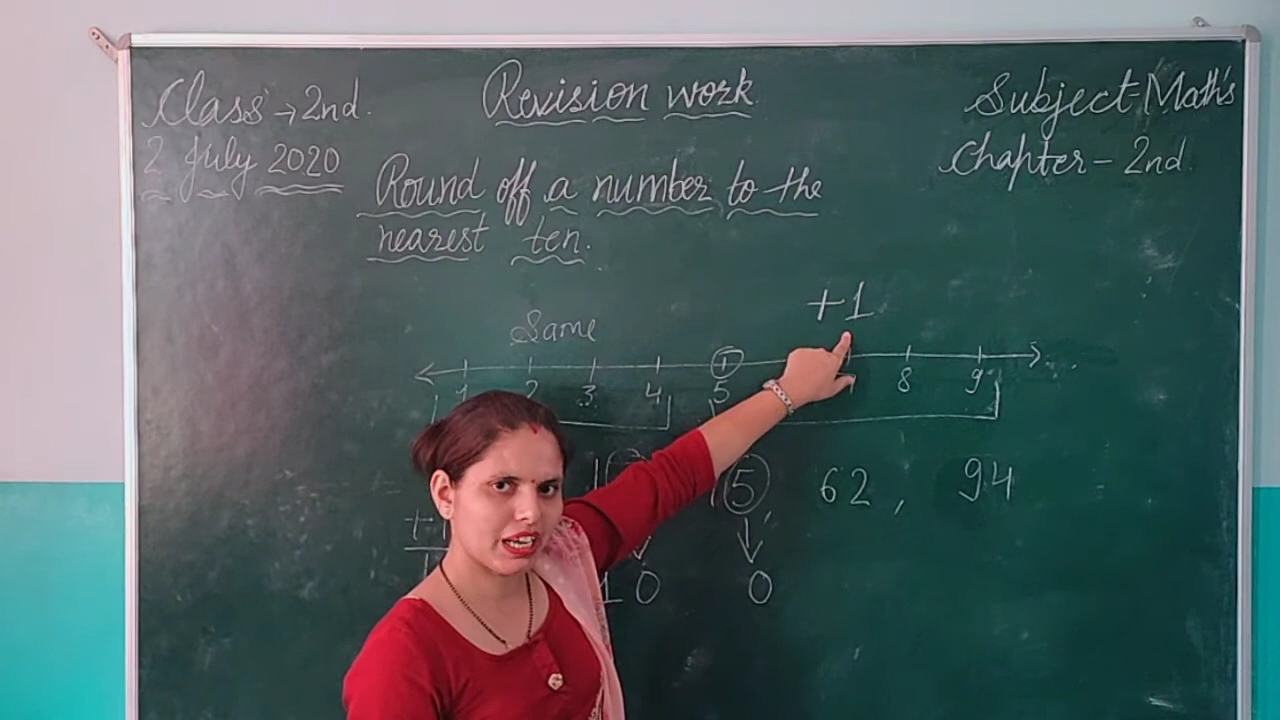 Class → 2nd.
Revision work
Subject - Math's
2 July 2020
Chapter - 2nd
Round off a number to the
nearest ten.
+1
Same
1 2 3 4 5 8 9
5 62, 94
10 0